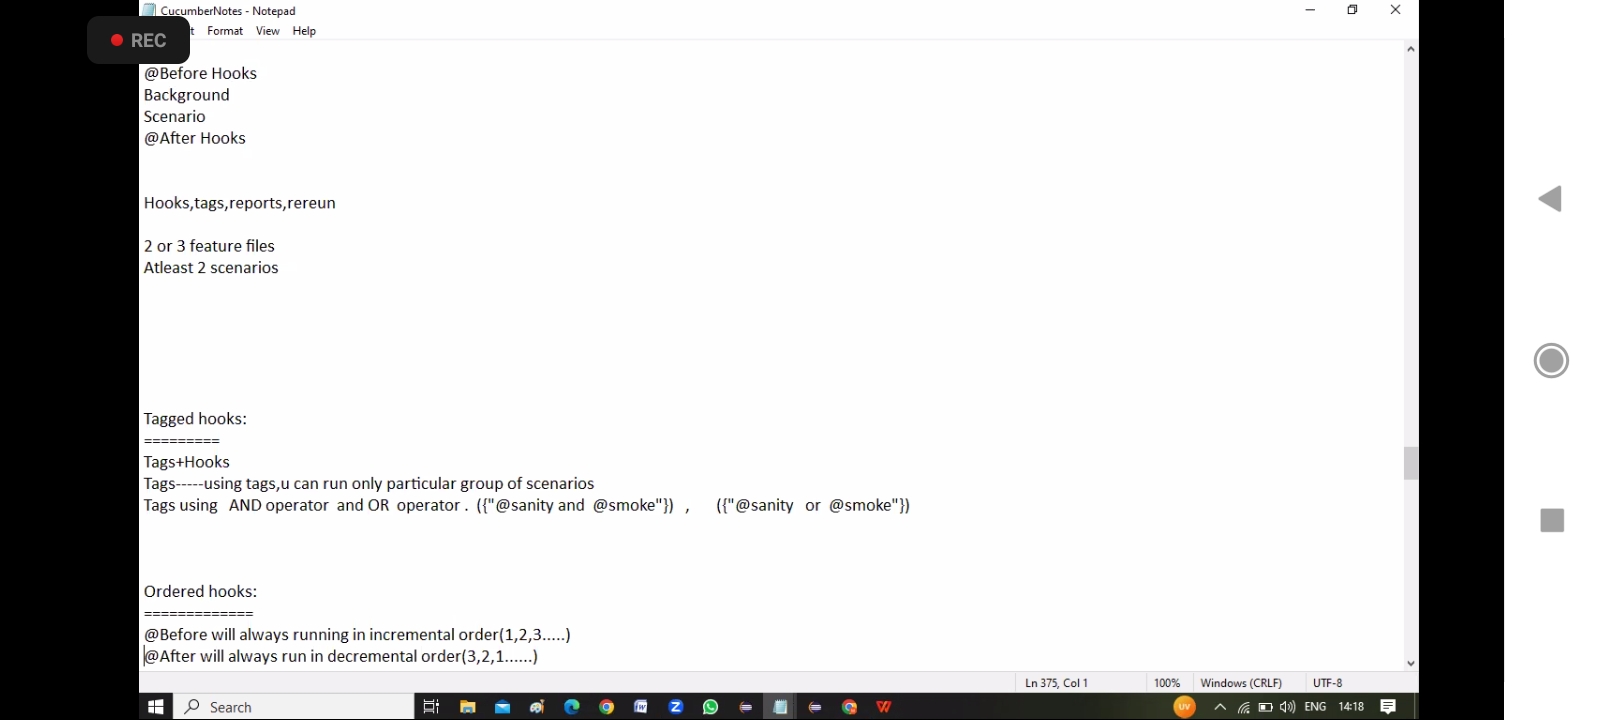 CucumberNotes - Notepad
REC
t Format View Help
@Before Hooks
Background
Scenario
@After Hooks
Hooks,tags,reports,rereun
2 or 3 feature files
Atleast 2 scenarios
Tagged hooks:
=========
Tags+Hooks
Tags-----using tags,u can run only particular group of scenarios
Tags using AND operator and OR operator . ({"@sanity and @smoke"}) , ({"@sanity or @smoke"})
Ordered hooks:
=============
@Before will always running in incremental order(1,2,3.....)
@After will always run in decremental order(3,2,1......)
Ln 375, Col 1 100% Windows (CRLF) UTF-8
Search UV ENG 14:18